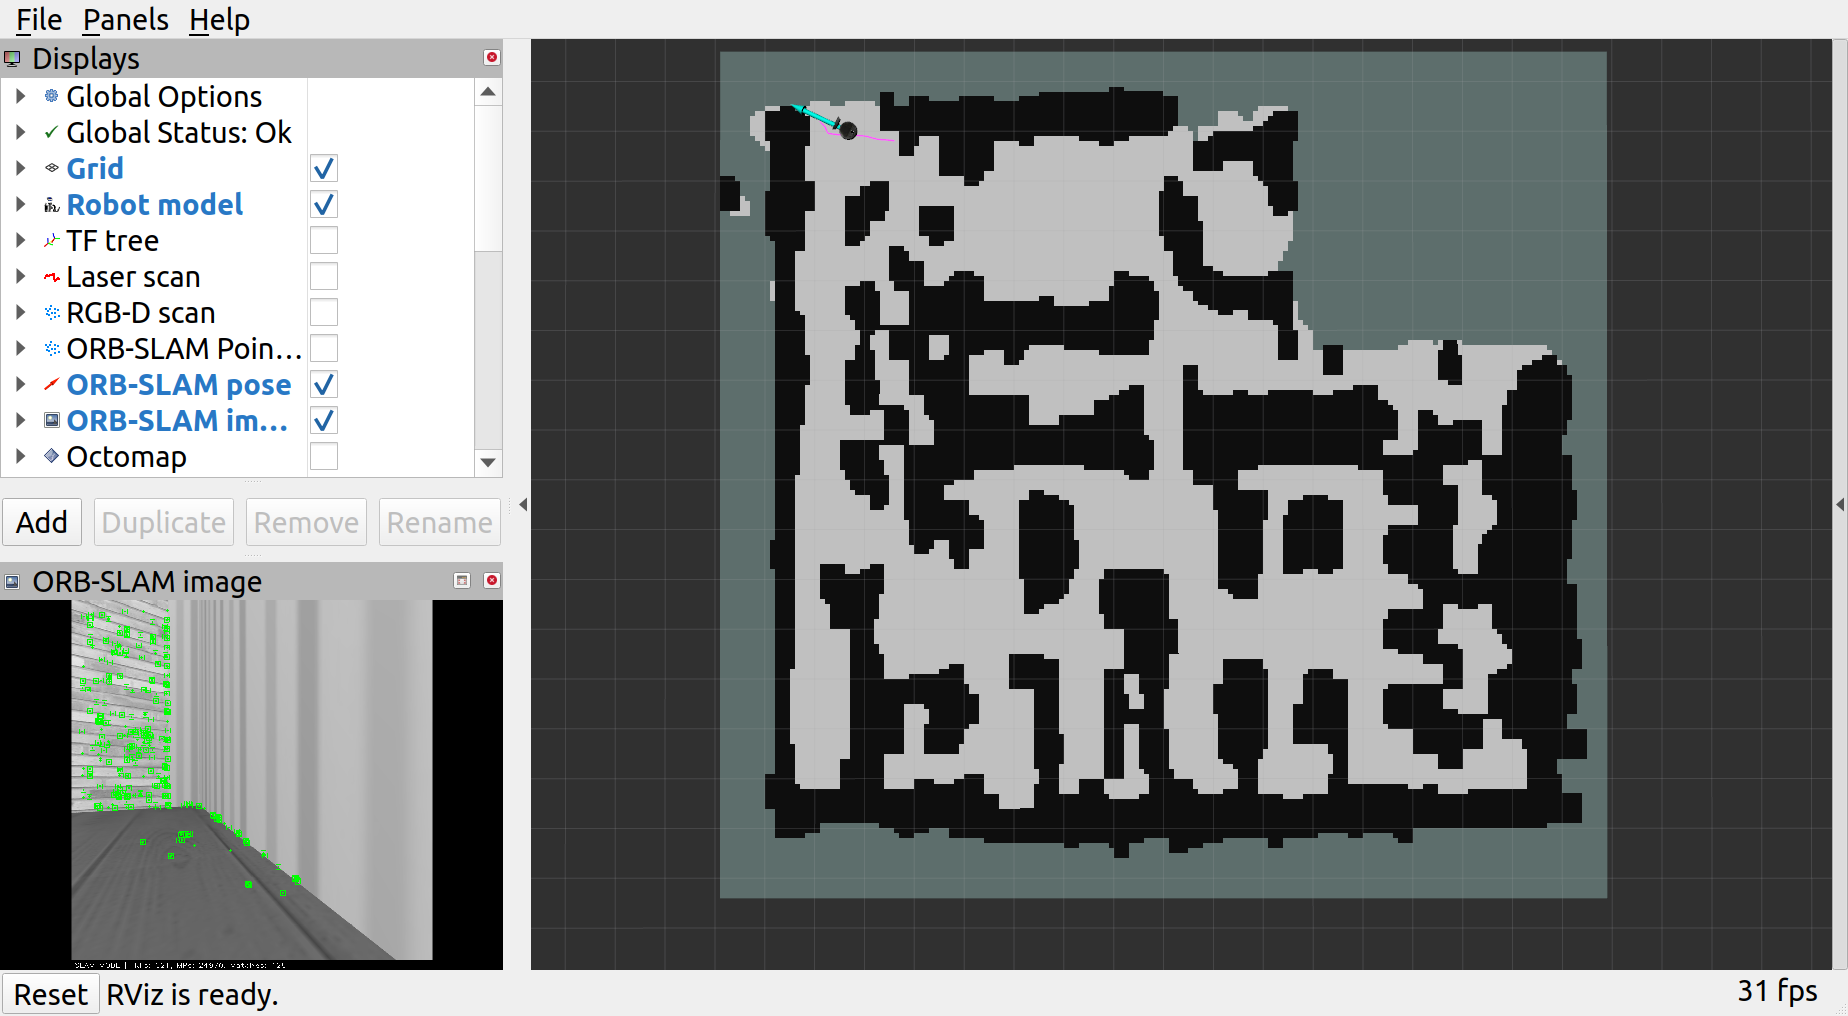 File Panels Help
Displays
Global Options
Global Status: Ok
Grid
Robot model
TF tree
Laser scan
RGB-D scan
ORB-SLAM Poin...
ORB-SLAM pose
ORB-SLAM im...
Octomap
Add Duplicate Remove Rename
ORB-SLAM image
Reset RViz is ready.
31 fps